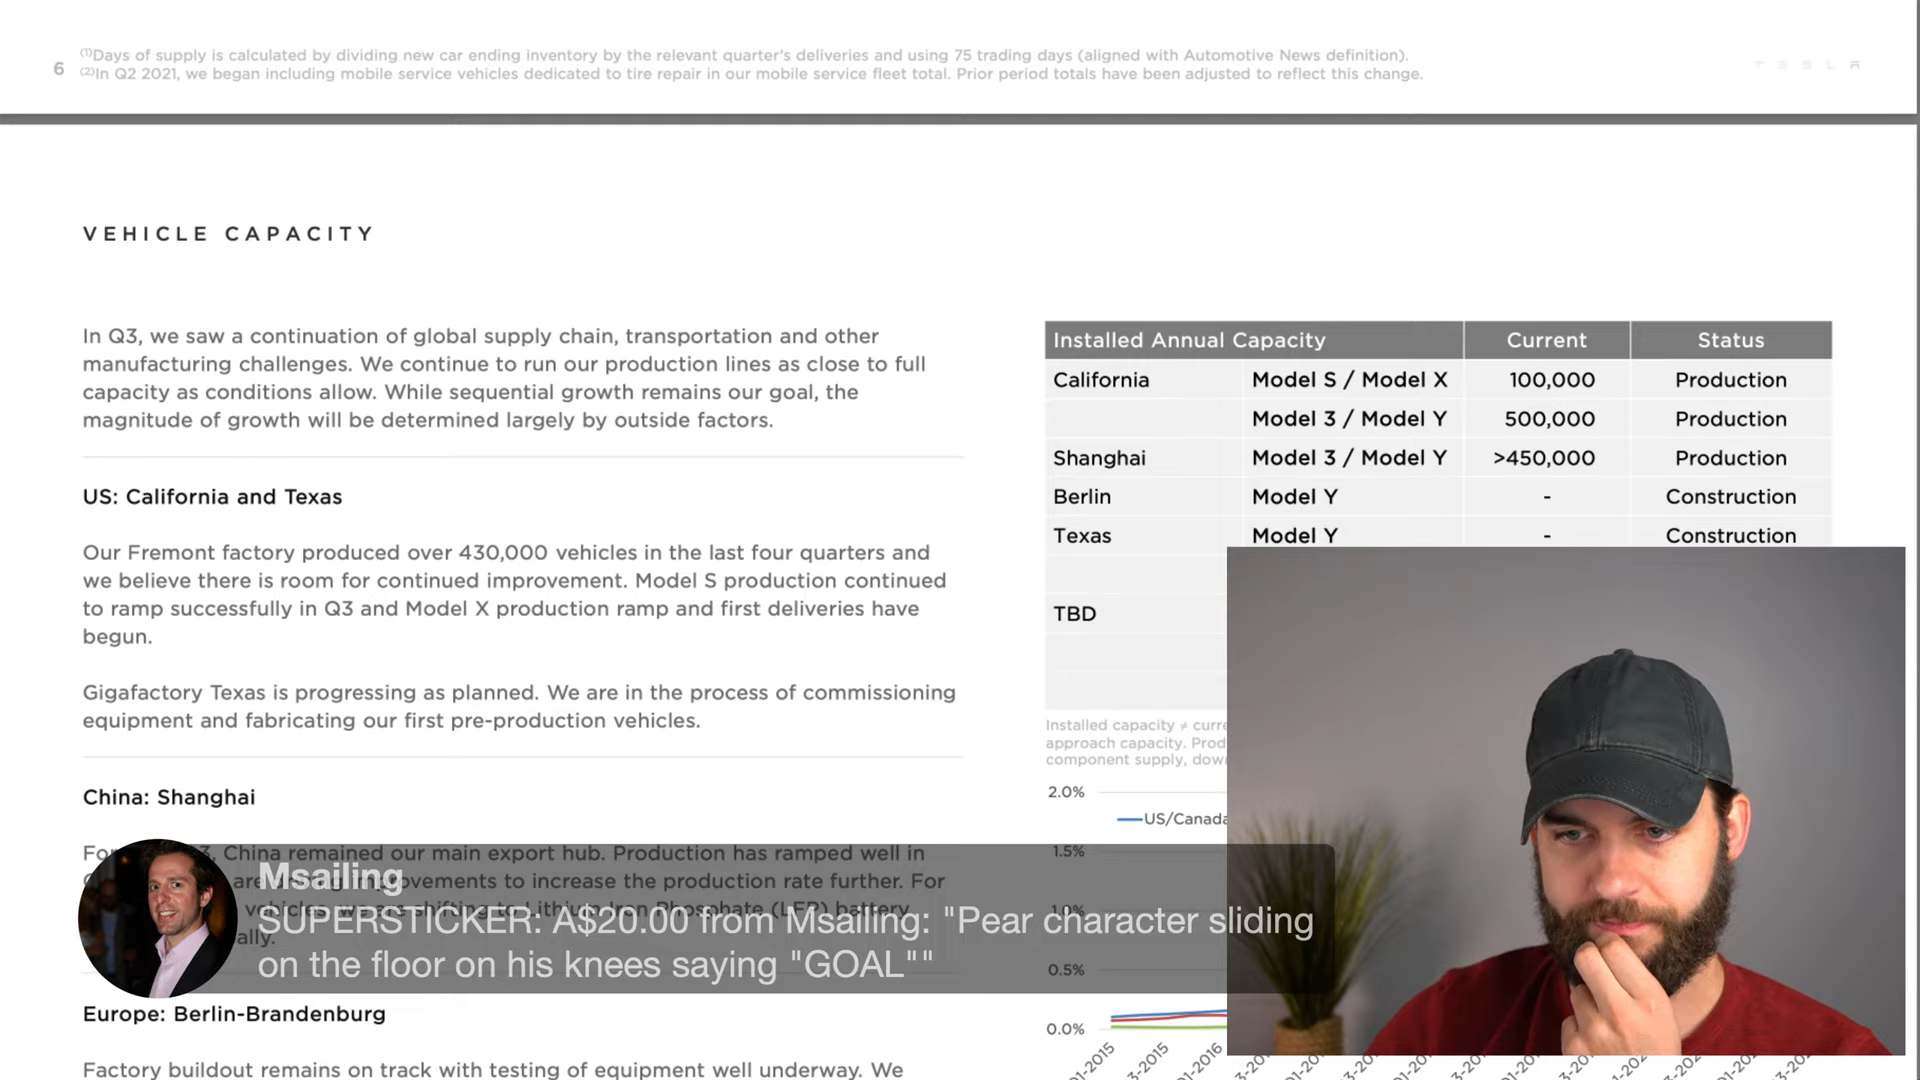 (1)Days of supply is calculated by dividing new car ending inventory by the relevant quarter's deliveries and using 75 trading days (aligned with Automotive News definition).
6
(2)In Q2 2021, we began including mobile service vehicles dedicated to tire repair in our mobile service fleet total. Prior period totals have been adjusted to reflect this change.
TESLA
VEHICLE CAPACITY
In Q3, we saw a continuation of global supply chain, transportation and other
manufacturing challenges. We continue to run our production lines as close to full
capacity as conditions allow. While sequential growth remains our goal, the
magnitude of growth will be determined largely by outside factors.
US: California and Texas
Our Fremont factory produced over 430,000 vehicles in the last four quarters and
we believe there is room for continued improvement. Model S production continued
to ramp successfully in Q3 and Model X production ramp and first deliveries have
begun.
Gigafactory Texas is progressing as planned. We are in the process of commissioning
equipment and fabricating our first pre-production vehicles.
China: Shanghai
China remained our main export hub. Production has ramped well in
improvements to increase the production rate further. For
vehicles, we are shifting to Lithium Iron Phosphate (LFP) battery
Europe: Berlin-Brandenburg
Factory buildout remains on track with testing of equipment well underway. We
Installed Annual Capacity Current Status
California Model S / Model X 100,000 Production
Model 3 / Model Y 500,000 Production
Shanghai Model 3 / Model Y >450,000 Production
Berlin Model Y - Construction
Texas Model Y - Construction
TBD
Installed capacity ≠ curre
approach capacity. Prod
component supply, down
2.0%
US/Canada
1.5%
1.0%
0.5%
0.0%
Msailing
SUPERSTICKER: A$20.00 from Msailing: "Pear character sliding
on the floor on his knees saying "GOAL""